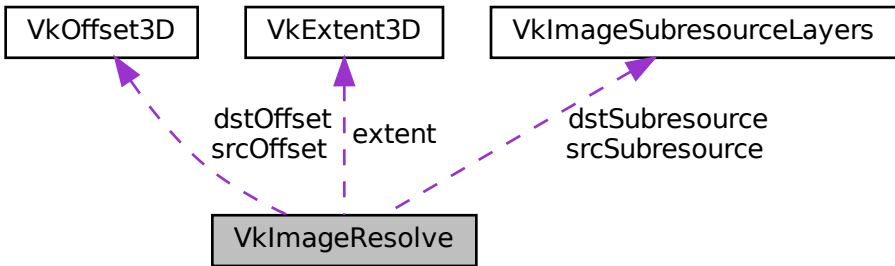 VkOffset3D
VkExtent3D
VkImageSubresourceLayers
dstOffset
srcOffset
extent
dstSubresource
srcSubresource
VkImageResolve